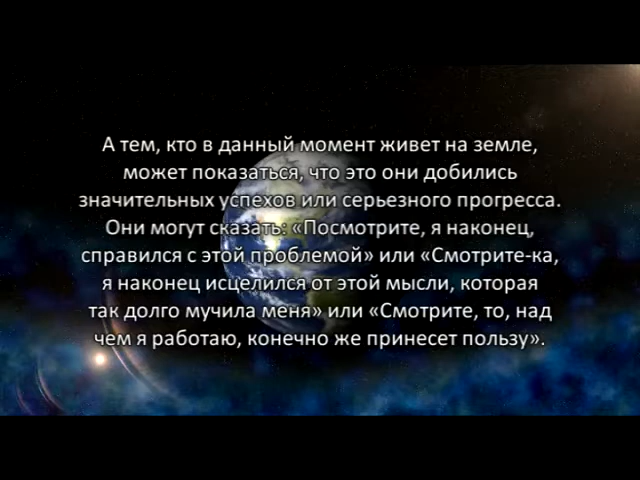 А тем, кто в данный момент живет на земле,
может показаться, что это они добились
значительных успехов или серьезного прогресса.
Они могут сказать: «Посмотрите, я наконец,
справился с этой проблемой» или «Смотрите-ка,
я наконец исцелился от этой мысли, которая
так долго мучила меня» или «Смотрите, то, над
чем я работаю, конечно же принесет пользу».